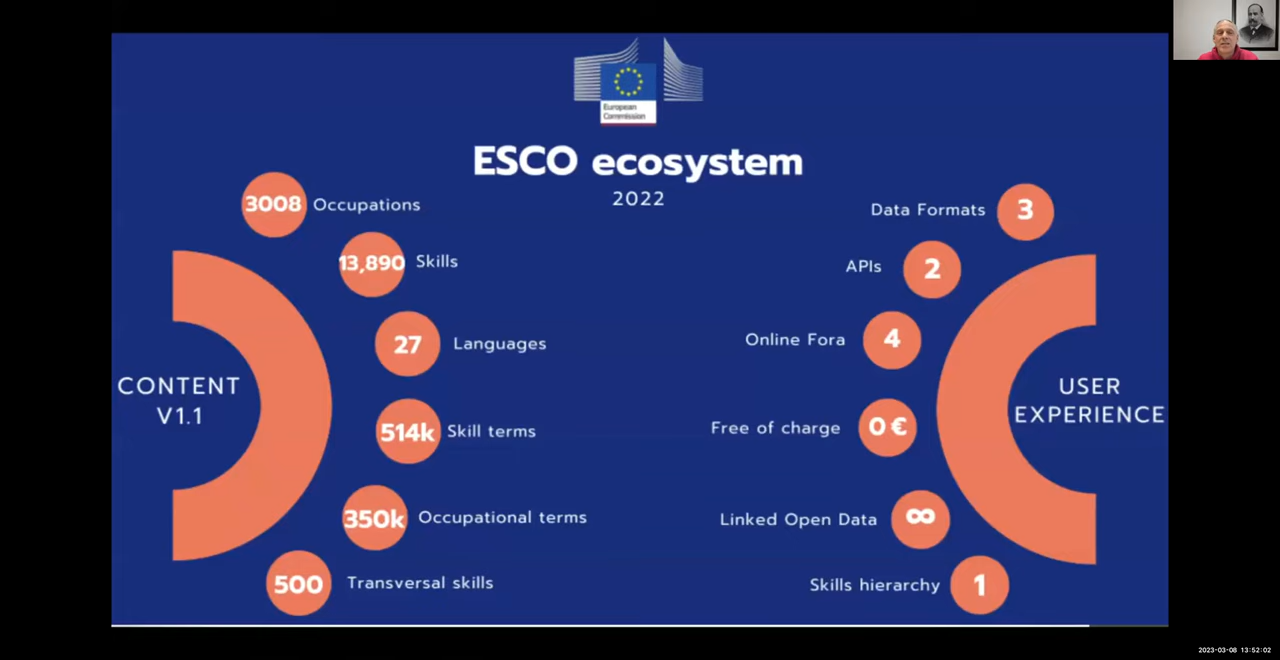 European
Commission
ESCO ecosystem
2022
3008 Occupations
13,890 Skills
27 Languages
514k Skill terms
350k Occupational terms
500 Transversal skills
CONTENT
V1.1
Data Formats 3
APIs 2
Online Fora 4
Free of charge 0 €
Linked Open Data ∞
Skills hierarchy 1
USER
EXPERIENCE
2023-03-08 13:52:02